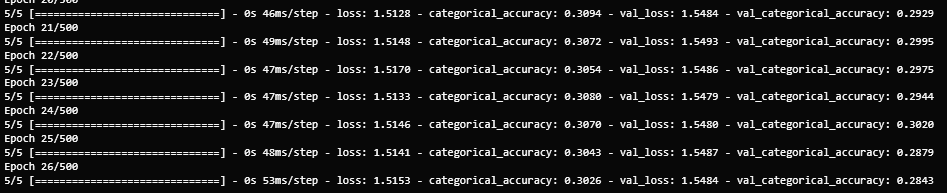 Epoch 20/500
5/5 [==============================] - 0s 46ms/step - loss: 1.5128 - categorical_accuracy: 0.3094 - val_loss: 1.5484 - val_categorical_accuracy: 0.2929
Epoch 21/500
5/5 [==============================] - 0s 49ms/step - loss: 1.5148 - categorical_accuracy: 0.3072 - val_loss: 1.5493 - val_categorical_accuracy: 0.2995
Epoch 22/500
5/5 [==============================] - 0s 47ms/step - loss: 1.5170 - categorical_accuracy: 0.3054 - val_loss: 1.5486 - val_categorical_accuracy: 0.2975
Epoch 23/500
5/5 [==============================] - 0s 47ms/step - loss: 1.5133 - categorical_accuracy: 0.3080 - val_loss: 1.5479 - val_categorical_accuracy: 0.2944
Epoch 24/500
5/5 [==============================] - 0s 47ms/step - loss: 1.5146 - categorical_accuracy: 0.3070 - val_loss: 1.5480 - val_categorical_accuracy: 0.3020
Epoch 25/500
5/5 [==============================] - 0s 48ms/step - loss: 1.5141 - categorical_accuracy: 0.3043 - val_loss: 1.5487 - val_categorical_accuracy: 0.2879
Epoch 26/500
5/5 [==============================] - 0s 53ms/step - loss: 1.5153 - categorical_accuracy: 0.3026 - val_loss: 1.5484 - val_categorical_accuracy: 0.2843